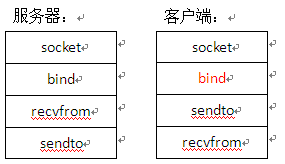 服务器： 客户端：
socket socket
bind bind
recvfrom sendto
sendto recvfrom